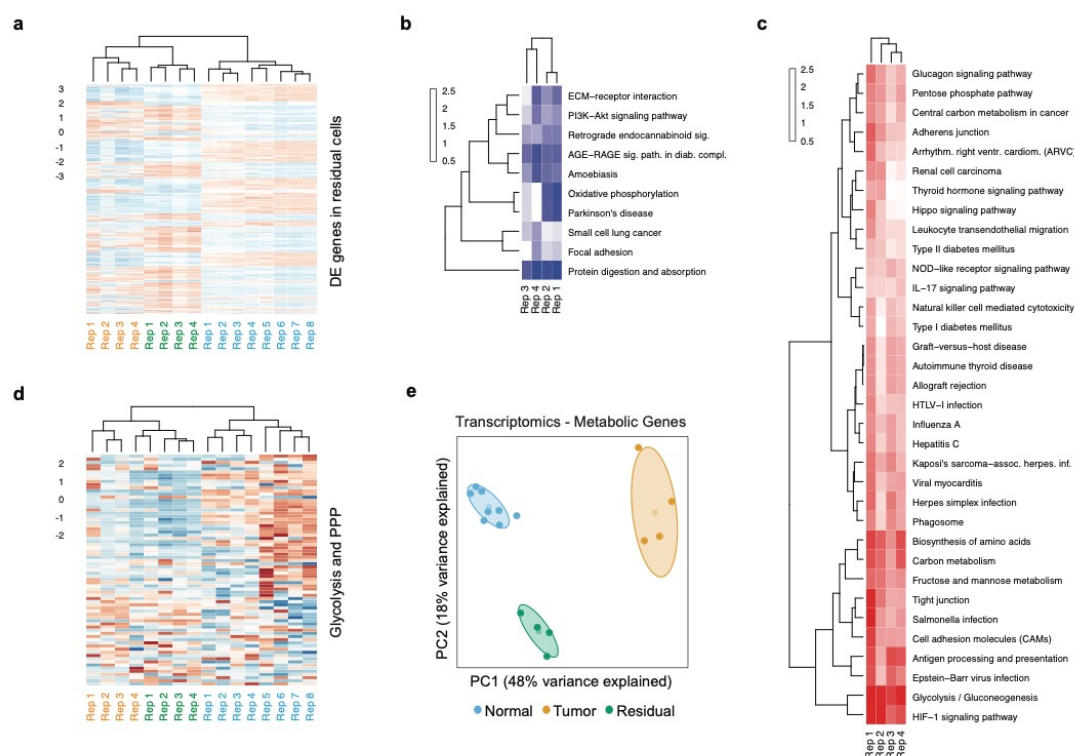 a
3
2
1
0
-1
-2
-3
DE genes in residual cells
Rep 1
Rep 2
Rep 3
Rep 4
Rep 1
Rep 2
Rep 3
Rep 4
Rep 1
Rep 2
Rep 3
Rep 4
Rep 5
Rep 6
Rep 7
Rep 8
b
2.5
2
1.5
1
0.5
ECM−receptor interaction
PI3K−Akt signaling pathway
Retrograde endocannabinoid sig.
AGE−RAGE sig. path. in diab. compl.
Amoebiasis
Oxidative phosphorylation
Parkinson's disease
Small cell lung cancer
Focal adhesion
Protein digestion and absorption
Rep 3
Rep 4
Rep 2
Rep 1
c
2.5
2
1.5
1
0.5
Glucagon signaling pathway
Pentose phosphate pathway
Central carbon metabolism in cancer
Adherens junction
Arrhythm. right ventr. cardiom. (ARVC)
Renal cell carcinoma
Thyroid hormone signaling pathway
Hippo signaling pathway
Leukocyte transendothelial migration
Type II diabetes mellitus
NOD−like receptor signaling pathway
IL−17 signaling pathway
Natural killer cell mediated cytotoxicity
Type I diabetes mellitus
Graft−versus−host disease
Autoimmune thyroid disease
Allograft rejection
HTLV−I infection
Influenza A
Hepatitis C
Kaposi's sarcoma−assoc. herpes. inf.
Viral myocarditis
Herpes simplex infection
Phagosome
Biosynthesis of amino acids
Carbon metabolism
Fructose and mannose metabolism
Tight junction
Salmonella infection
Cell adhesion molecules (CAMs)
Antigen processing and presentation
Epstein−Barr virus infection
Glycolysis / Gluconeogenesis
HIF−1 signaling pathway
Rep 1
Rep 2
Rep 3
Rep 4
d
2
1
0
-1
-2
Glycolysis and PPP
Rep 1
Rep 2
Rep 3
Rep 4
Rep 1
Rep 2
Rep 3
Rep 4
Rep 1
Rep 2
Rep 3
Rep 4
Rep 5
Rep 6
Rep 7
Rep 8
e
Transcriptomics - Metabolic Genes
PC2 (18% variance explained)
PC1 (48% variance explained)
Normal Tumor Residual